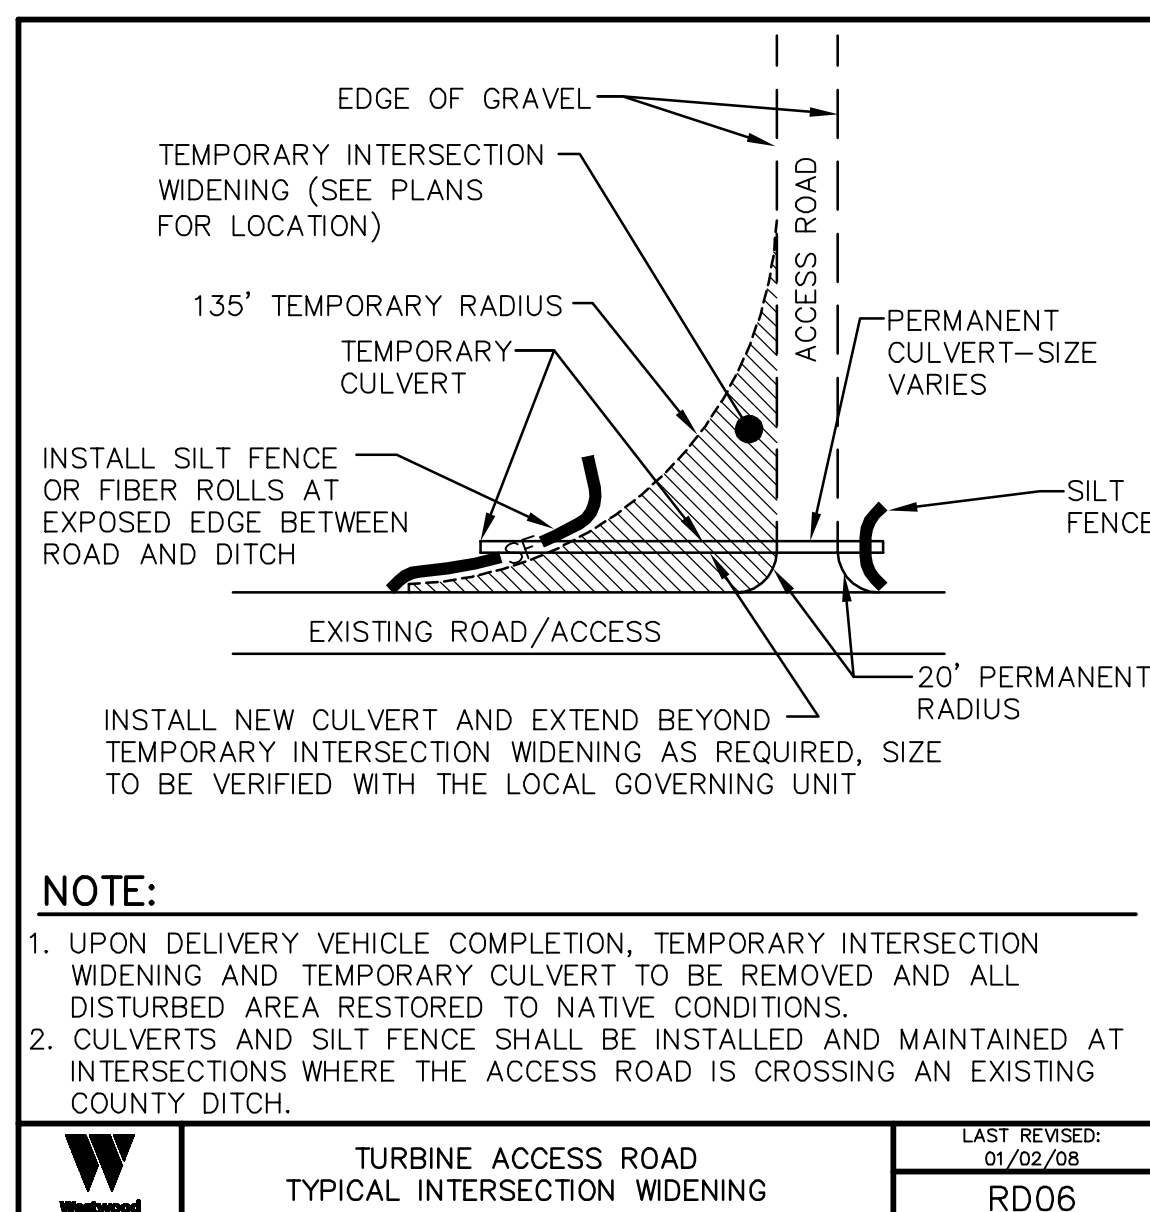 EDGE OF GRAVEL
TEMPORARY INTERSECTION
WIDENING (SEE PLANS
FOR LOCATION)
ACCESS ROAD
135' TEMPORARY RADIUS
TEMPORARY
CULVERT
PERMANENT
CULVERT-SIZE
VARIES
INSTALL SILT FENCE
OR FIBER ROLLS AT
EXPOSED EDGE BETWEEN
ROAD AND DITCH
SILT
FENCE
SF
EXISTING ROAD/ACCESS
20' PERMANENT
RADIUS
INSTALL NEW CULVERT AND EXTEND BEYOND
TEMPORARY INTERSECTION WIDENING AS REQUIRED, SIZE
TO BE VERIFIED WITH THE LOCAL GOVERNING UNIT
NOTE:
1. UPON DELIVERY VEHICLE COMPLETION, TEMPORARY INTERSECTION
WIDENING AND TEMPORARY CULVERT TO BE REMOVED AND ALL
DISTURBED AREA RESTORED TO NATIVE CONDITIONS.
2. CULVERTS AND SILT FENCE SHALL BE INSTALLED AND MAINTAINED AT
INTERSECTIONS WHERE THE ACCESS ROAD IS CROSSING AN EXISTING
COUNTY DITCH.
Westwood
TURBINE ACCESS ROAD
TYPICAL INTERSECTION WIDENING
LAST REVISED:
01/02/08
RD06